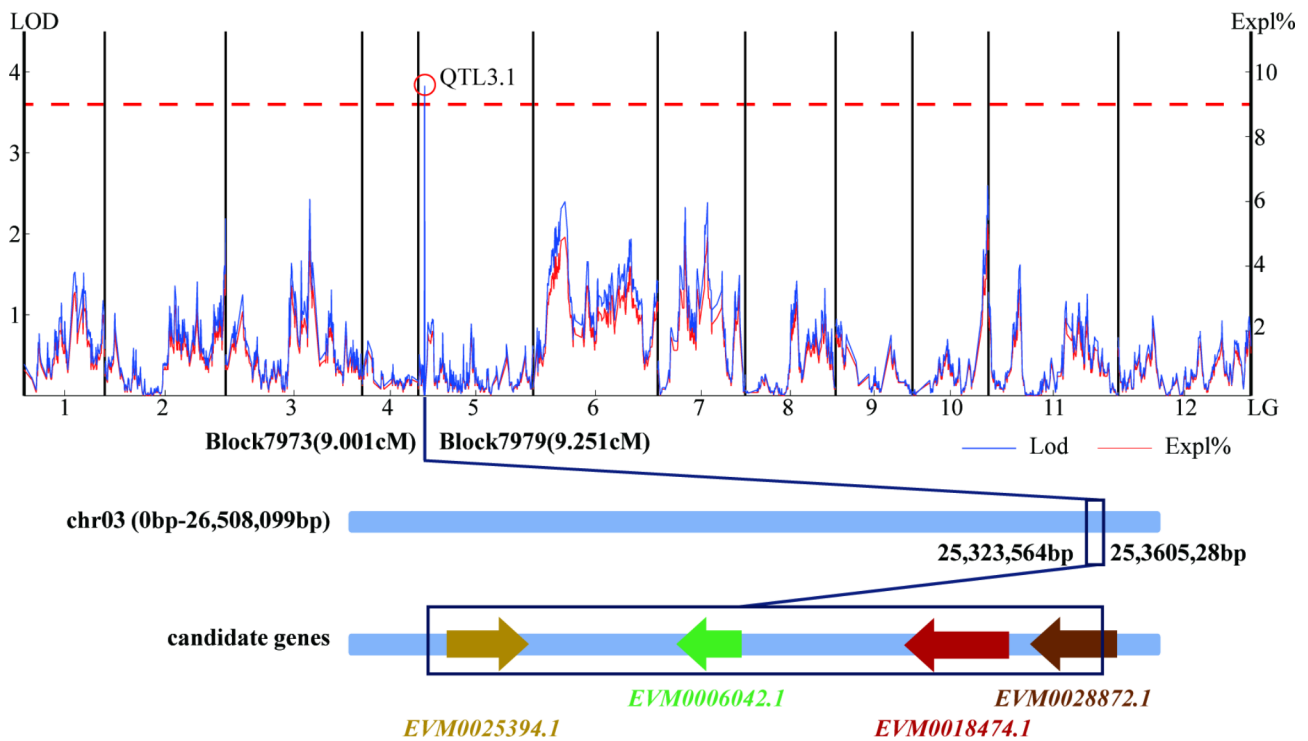 LOD
Expl%
4
10
QTL3.1
3
8
6
2
4
1
2
1 2 3 4 5 6 7 8 9 10 11 12 LG
Block7973(9.001cM) Block7979(9.251cM)
Lod Expl%
chr03 (0bp-26,508,099bp)
25,323,564bp 25,3605,28bp
candidate genes
EVM0006042.1 EVM0028872.1
EVM0025394.1 EVM0018474.1